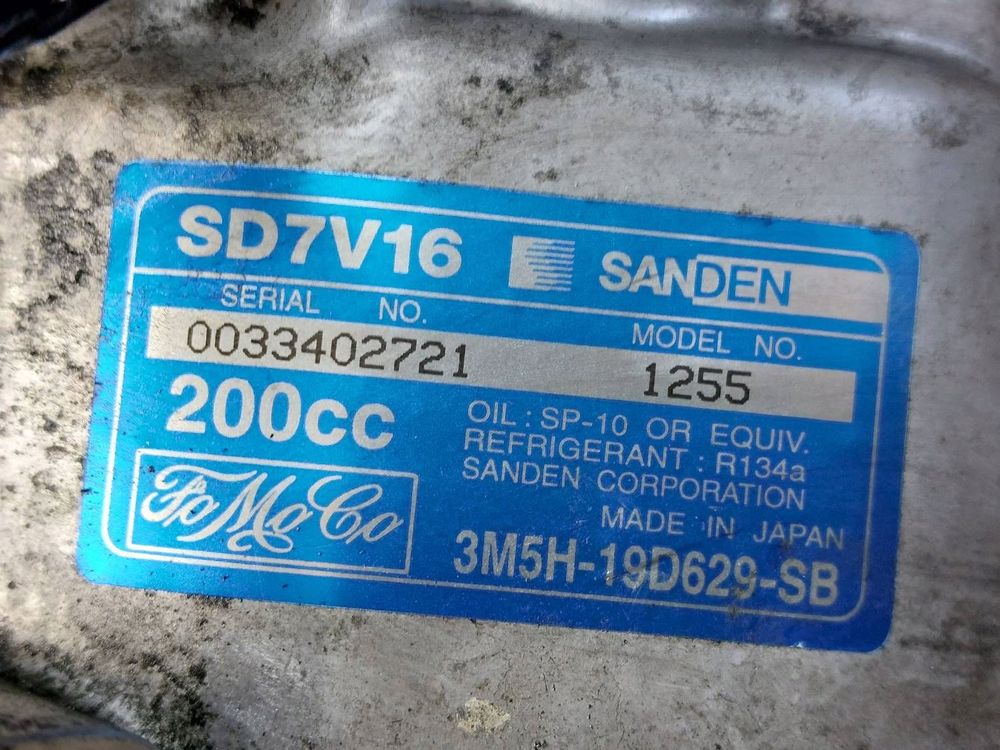 SD7V16 SANDEN
SERIAL NO. MODEL NO.
0033402721 1255
200CC OIL : SP-10 OR EQUIV.
REFRIGERANT : R134a
SANDEN CORPORATION
FoMoCo MADE IN JAPAN
3M5H-19D629-SB